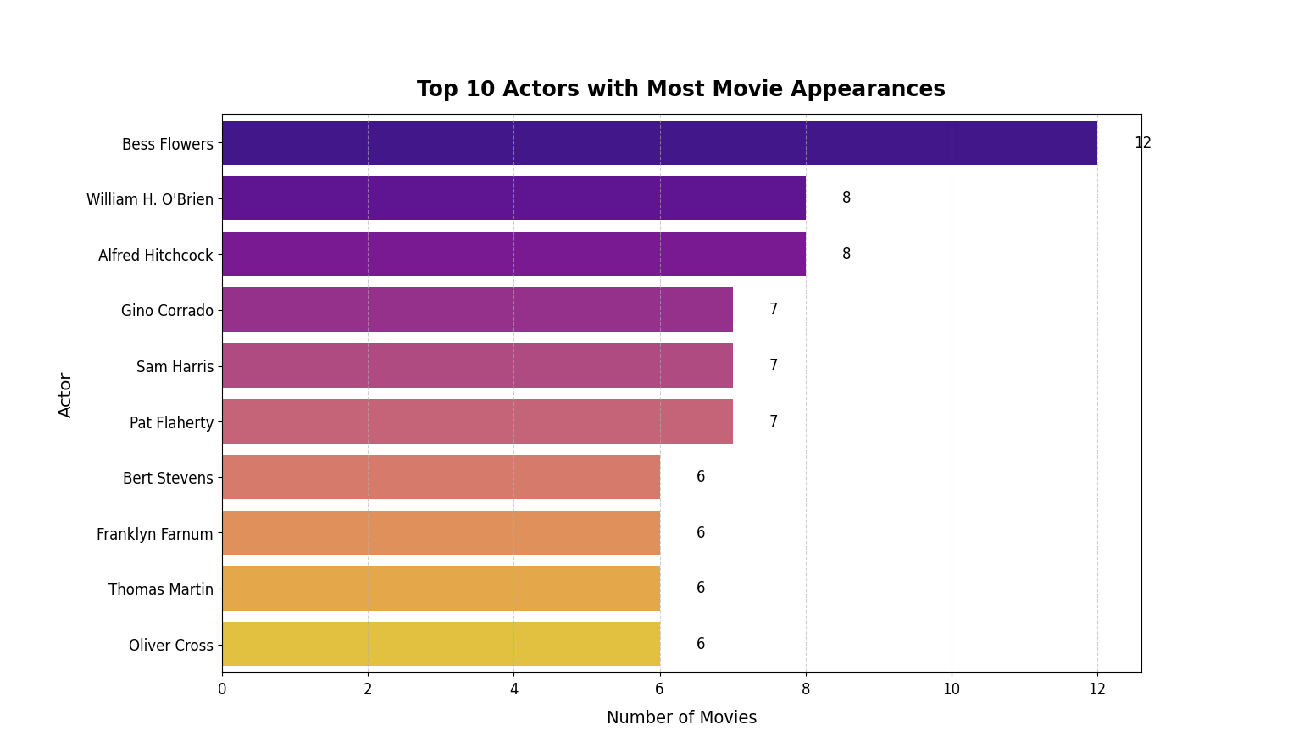 Top 10 Actors with Most Movie Appearances
Actor
Bess Flowers 12
William H. O'Brien 8
Alfred Hitchcock 8
Gino Corrado 7
Sam Harris 7
Pat Flaherty 7
Bert Stevens 6
Franklyn Farnum 6
Thomas Martin 6
Oliver Cross 6
0 2 4 6 8 10 12
Number of Movies